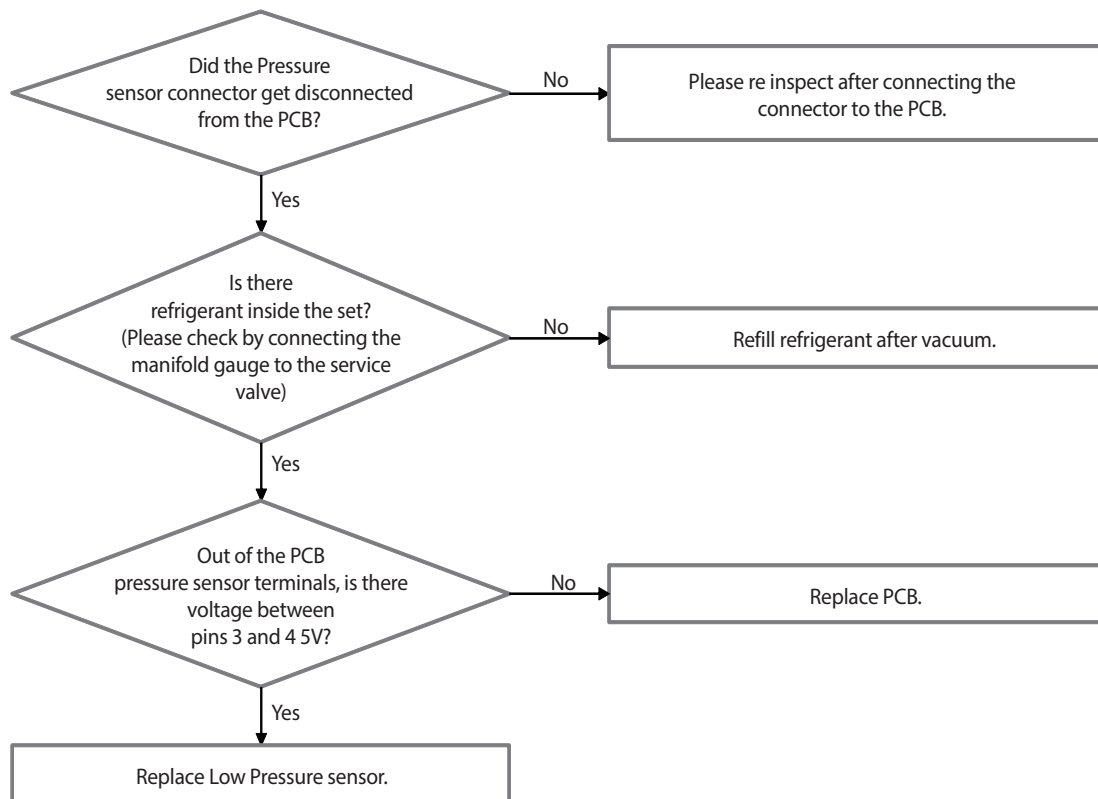 Did the Pressure
sensor connector get disconnected
from the PCB?
No
Please re inspect after connecting the
connector to the PCB.
Yes
Is there
refrigerant inside the set?
(Please check by connecting the
manifold gauge to the service
valve)
No
Refill refrigerant after vacuum.
Yes
Out of the PCB
pressure sensor terminals, is there
voltage between
pins 3 and 4 5V?
No
Replace PCB.
Yes
Replace Low Pressure sensor.